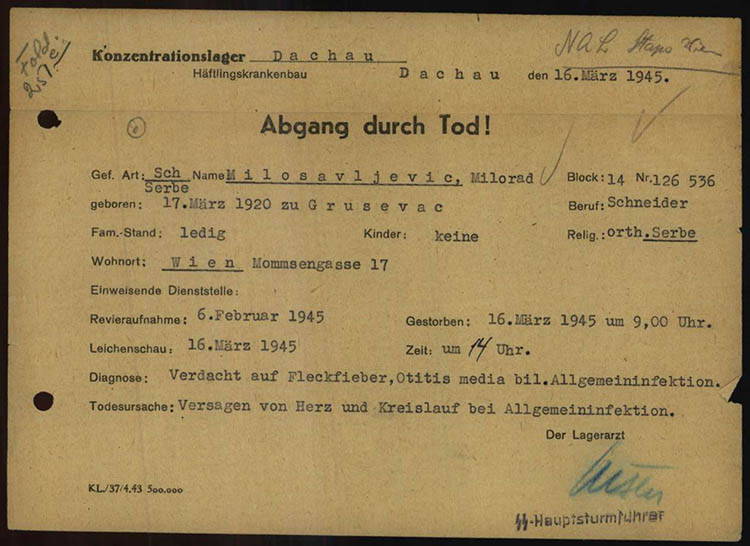 Konzentrationslager Dachau
Häftlingskrankenbau Dachau den 16.März 1945.
Abgang durch Tod!
Gef. Art: Sch Name Milosavljevic, Milorad Block: 14 Nr. 126 536
Serbe
geboren: 17.März 1920 zu Grusevac Beruf: Schneider
Fam.-Stand: ledig Kinder: keine Relig.: orth.Serbe
Wohnort: Wien Mommsengasse 17
Einweisende Dienststelle:
Revieraufnahme: 6.Februar 1945 Gestorben: 16.März 1945 um 9,00 Uhr.
Leichenschau: 16.März 1945 Zeit: um 14 Uhr.
Diagnose: Verdacht auf Fleckfieber,Otitis media bil.Allgemeininfektion.
Todesursache: Versagen von Herz und Kreislauf bei Allgemeininfektion.
Der Lagerarzt
KL/37/4.43 500.000
SS-Hauptsturmführer